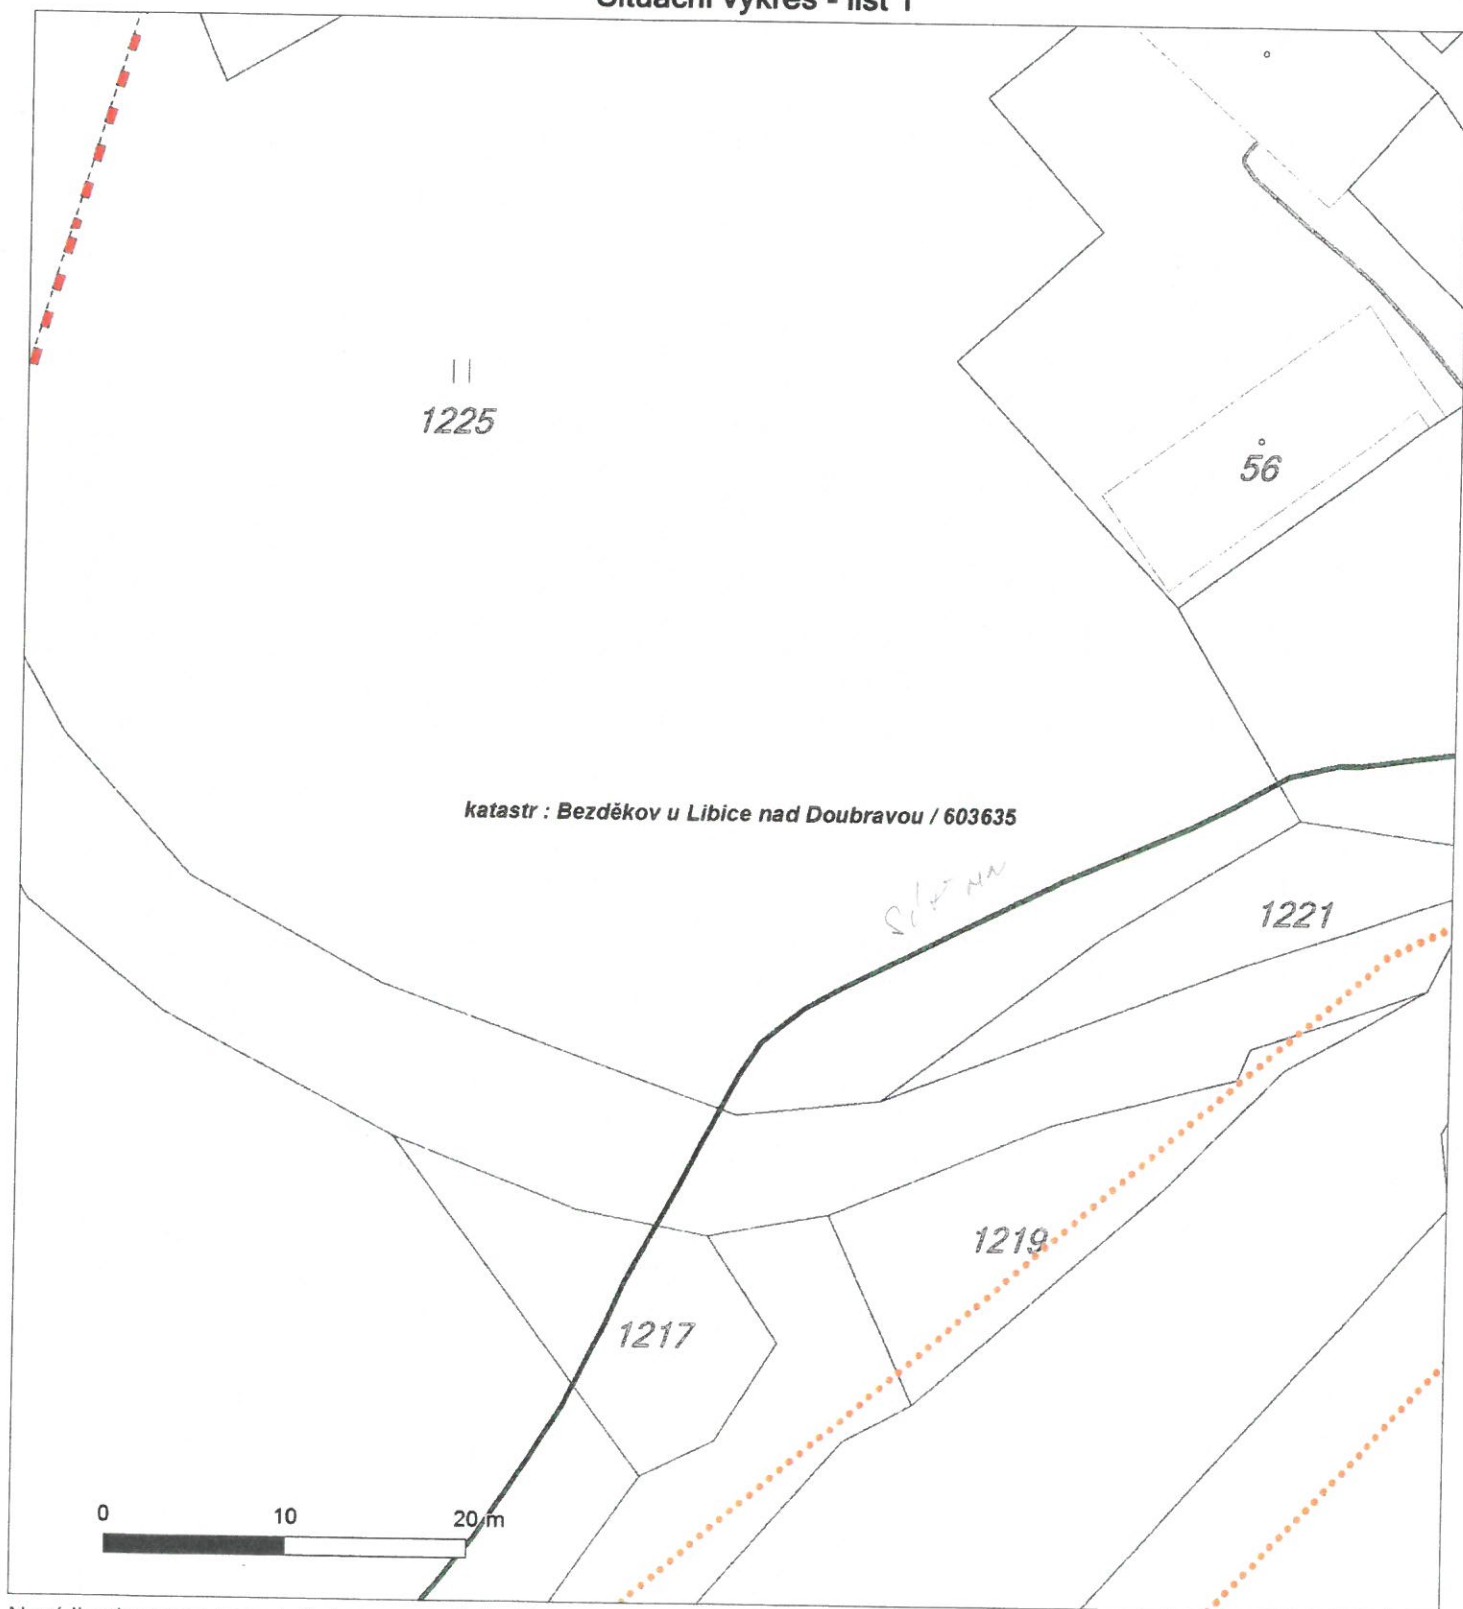 Situační výkres - list 1
1225
56
katastr : Bezděkov u Libice nad Doubravou / 603635
1221
1219
1217
0 10 20 m